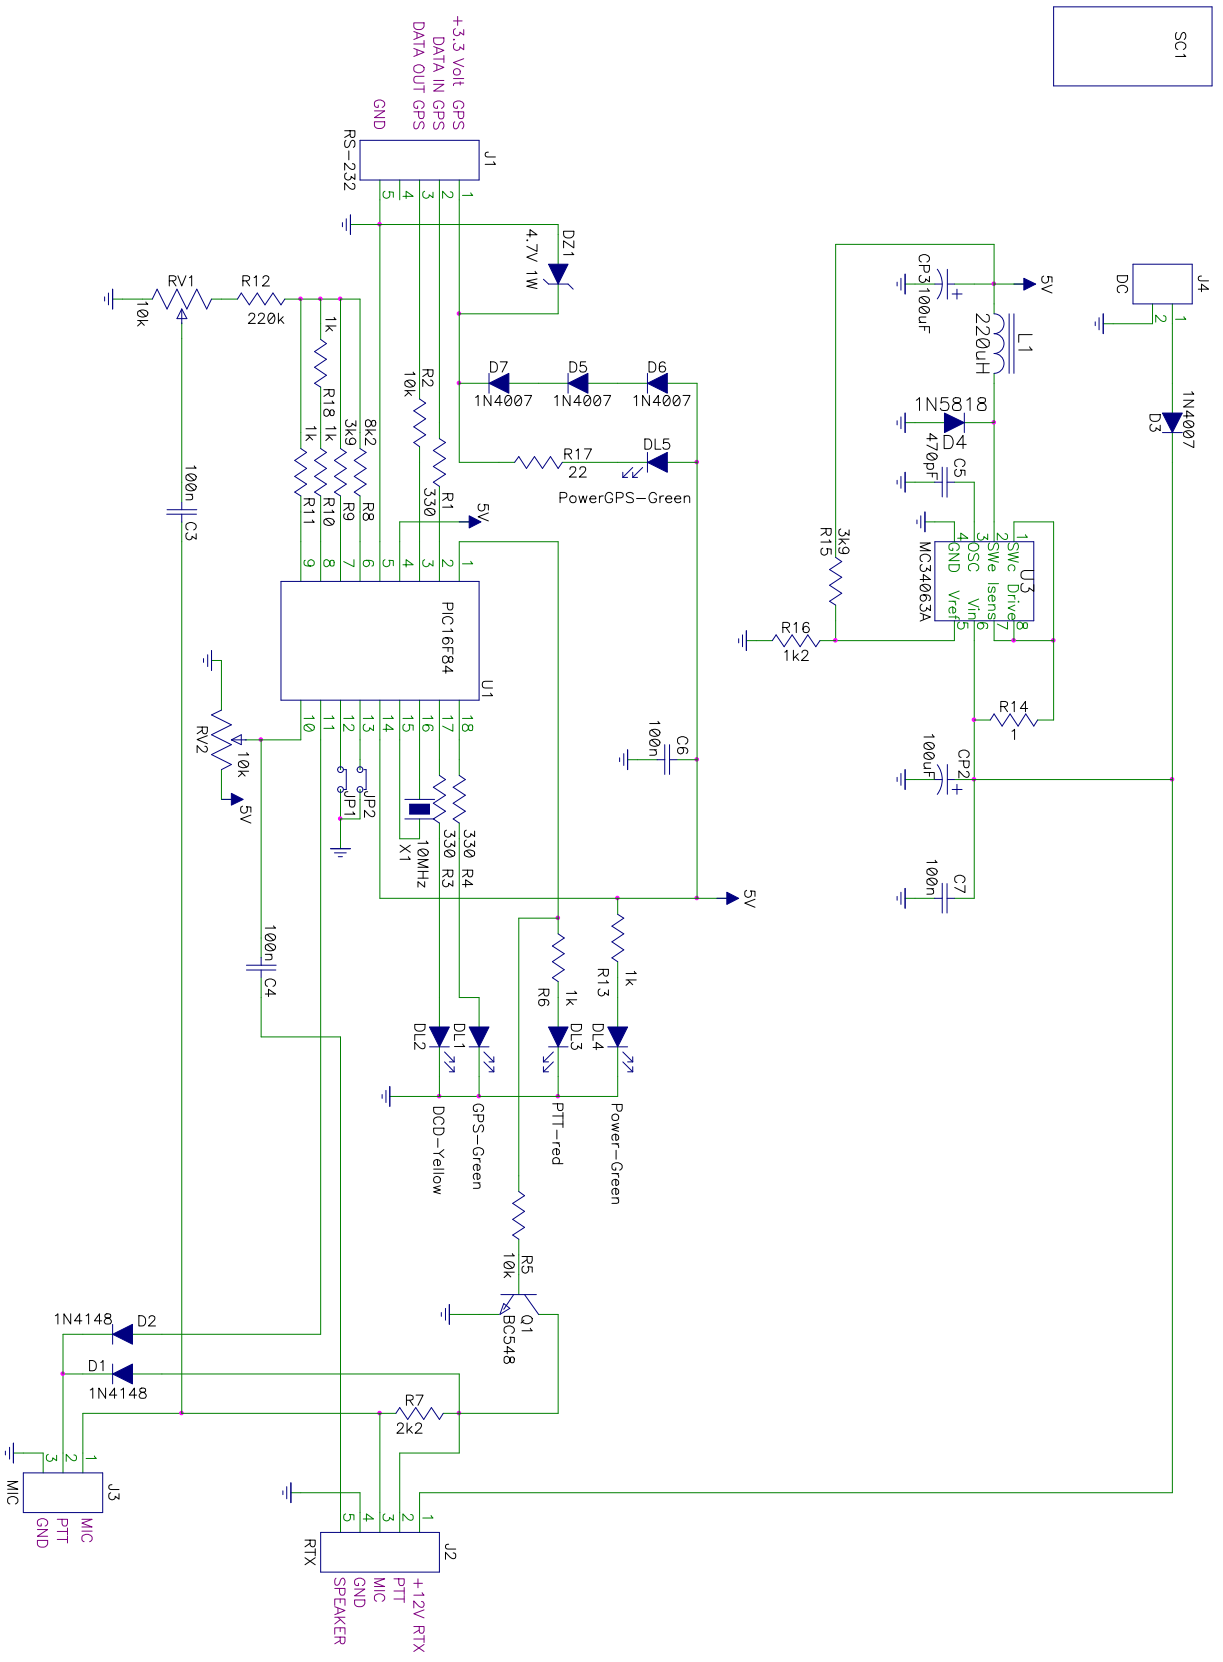 SC1
+3.3 Volt GPS
DATA IN GPS
DATA OUT GPS
GND
RS-232
J1
1
2
3
4
5
DZ1
4.7V 1W
RV1
10k
R12
220k
1k
R18
1k
R11
1k
R10
3k9
R9
8k2
R8
R2
10k
R1
330
D7
1N4007
D5
1N4007
D6
1N4007
R17
22
DL5
PowerGPS-Green
5V
100n
C3
J4
DC
1
2
1N4007
D3
5V
CP3
100uF
L1
220uH
1N5818
D4
C5
470pF
U3
MC34063A
1
2
3
4
SWc
SWe
OSC
GND
Drive
Isens
Vin
Vref
8
7
6
5
3k9
R15
R16
1k2
R14
1
CP2
100uF
C7
100n
C6
100n
5V
9
8
7
6
5
4
3
2
1
PIC16F84
U1
10
11
12
13
14
15
16
17
18
RV2
10k
5V
JP1
JP2
X1
10MHz
330 R3
330 R4
100n
C4
1k
R13
1k
R6
DL2
DL1
DL3
DL4
DCD-Yellow
GPS-Green
PTT-red
Power-Green
R5
10k
Q1
BC548
1N4148
D2
D1
1N4148
R7
2k2
3
2
1
J3
MIC
MIC
PTT
GND
5
4
3
2
1
J2
RTX
+12V RTX
PTT
MIC
GND
SPEAKER